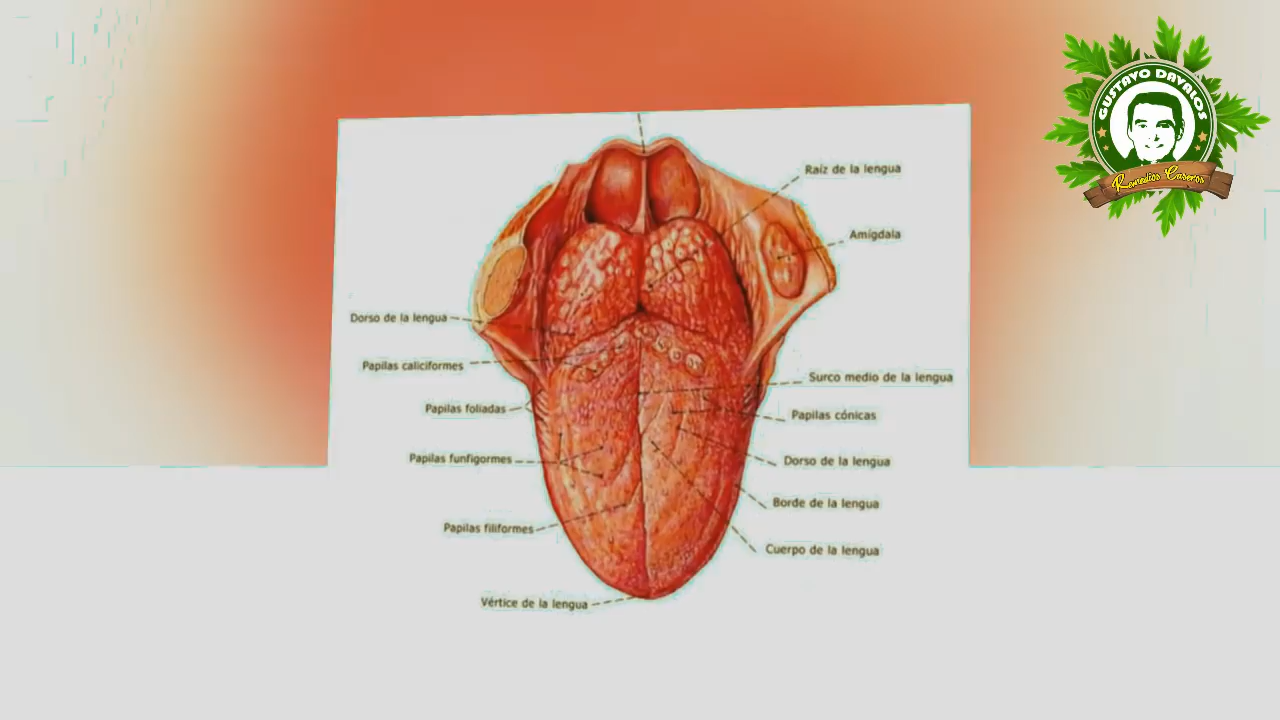 GUSTAVO DAVALOS
Remedios Caseros
Raíz de la lengua
Amígdala
Dorso de la lengua
Papilas caliciformes
Surco medio de la lengua
Papilas foliadas
Papilas cónicas
Papilas funfigormes
Dorso de la lengua
Borde de la lengua
Papilas filiformes
Cuerpo de la lengua
Vértice de la lengua